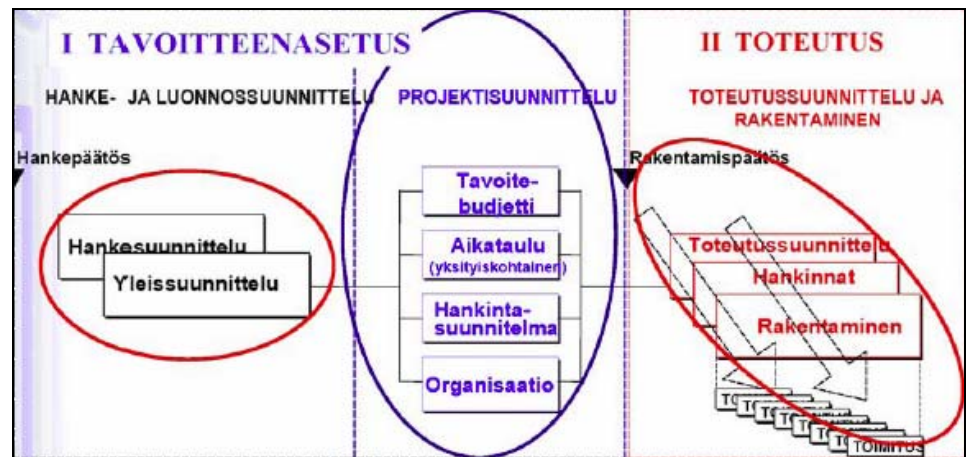 I TAVOITTEENASETUS
II TOTEUTUS
HANKE- JA LUONNOSSUUNNITTELU
PROJEKTISUUNNITTELU
TOTEUTUSSUUNNITTELU JA
RAKENTAMINEN
Hankepäätös
Rakentamispäätös
Hankesuunnittelu
Yleissuunnittelu
Tavoite-
budjetti
Aikataulu
(yksityiskohtainen)
Hankinta-
suunnitelma
Organisaatio
Toteutussuunnittelu
Hankinnat
Rakentaminen
TOIMITUS